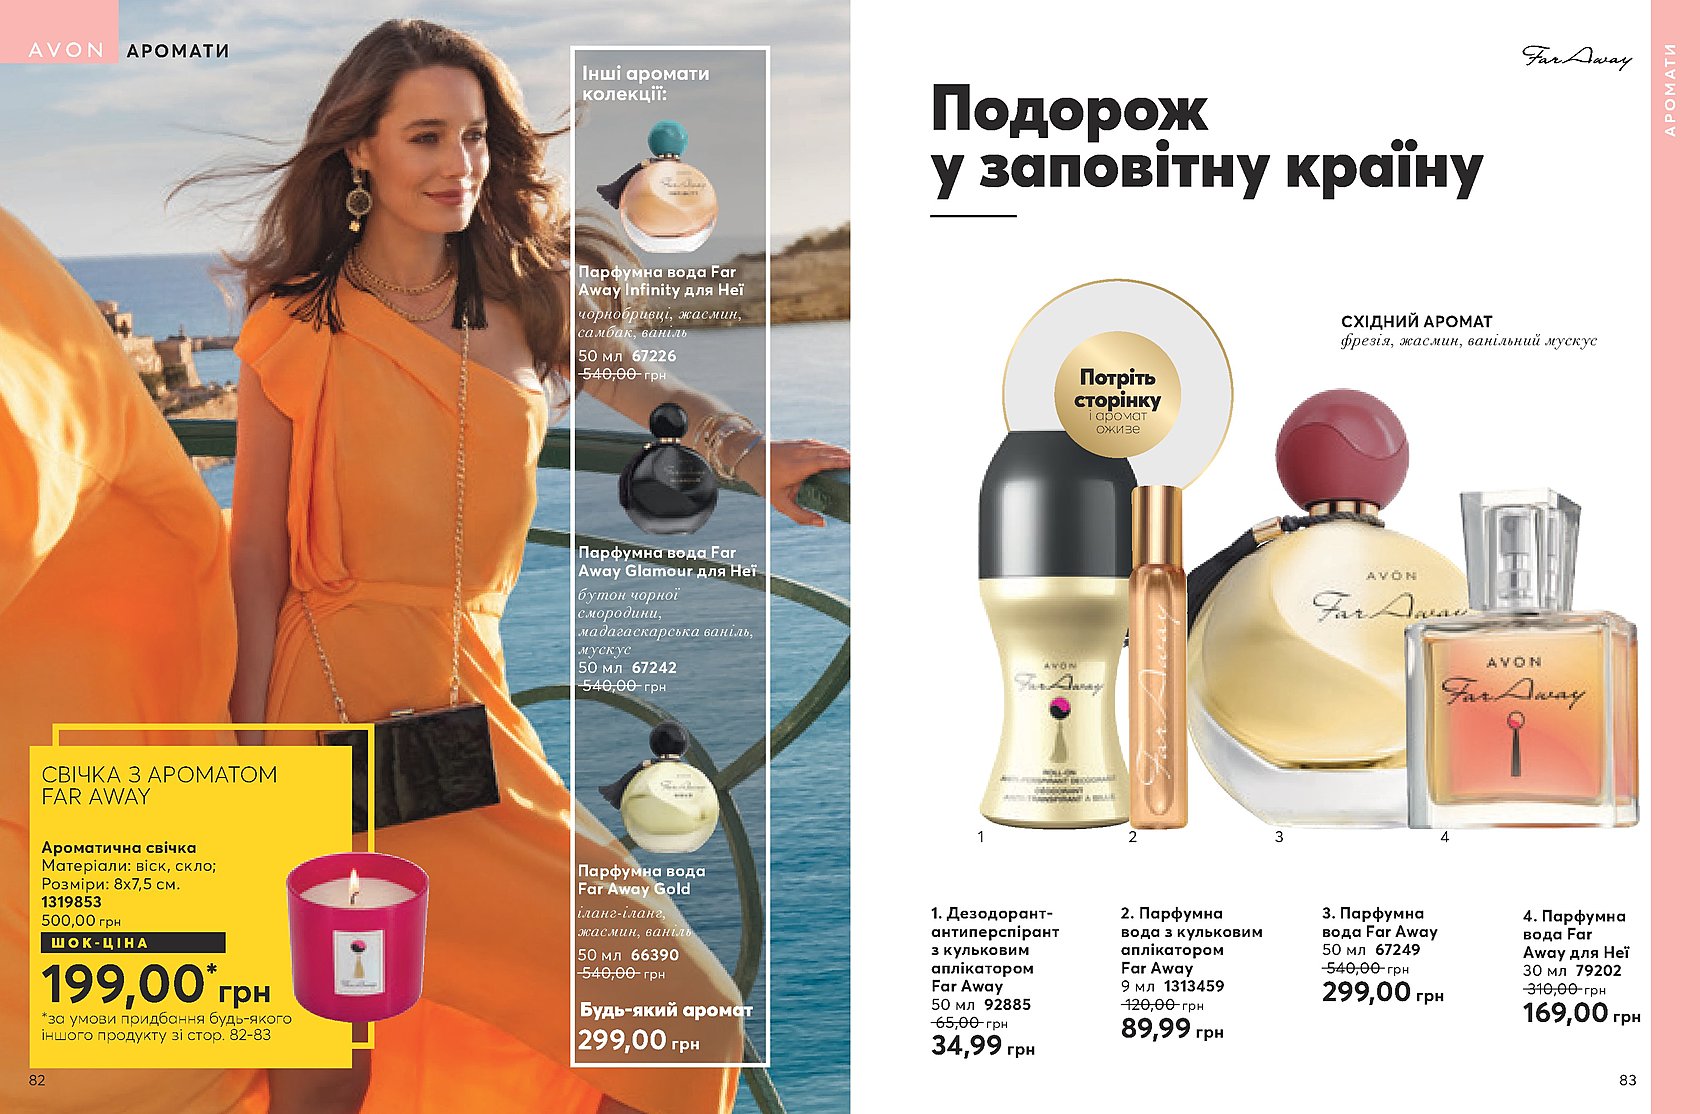 AVON АРОМАТИ
Інші аромати
колекції:
Парфумна вода Far
Away Infinity для Неї
чорнобривці, жасмин,
самбак, ваніль
50 мл 67226
540,00 грн
Парфумна вода Far
Away Glamour для Неї
бутон чорної
смородини,
мадагаскарська ваніль,
мускус
50 мл 67242
540,00 грн
Парфумна вода
Far Away Gold
іланг-іланг,
жасмин, ваніль
50 мл 66390
540,00 грн
Будь-який аромат
299,00 грн
СВІЧКА З АРОМАТОМ
FAR AWAY
Ароматична свічка
Матеріали: віск, скло;
Розміри: 8х7,5 см.
1319853
500,00 грн
ШОК-ЦІНА
199,00* грн
*за умови придбання будь-якого
іншого продукту зі стор. 82-83
82
Far Away
АРОМАТИ
Подорож
у заповітну країну
СХІДНИЙ АРОМАТ
фрезія, жасмин, ванільний мускус
Потріть
сторінку
і аромат
оживе
AVON
Far Away
ROLL-ON
ANTI-PERSPIRANT DEODORANT
Far Away
AVON
Far Away
AVON
Far Away
1
2
3
4
1. Дезодорант-
антиперспірант
з кульковим
аплікатором
Far Away
50 мл 92885
65,00 грн
34,99 грн
2. Парфумна
вода з кульковим
аплікатором
Far Away
9 мл 1313459
120,00 грн
89,99 грн
3. Парфумна
вода Far Away
50 мл 67249
540,00 грн
299,00 грн
4. Парфумна
вода Far
Away для Неї
30 мл 79202
310,00 грн
169,00 грн
83